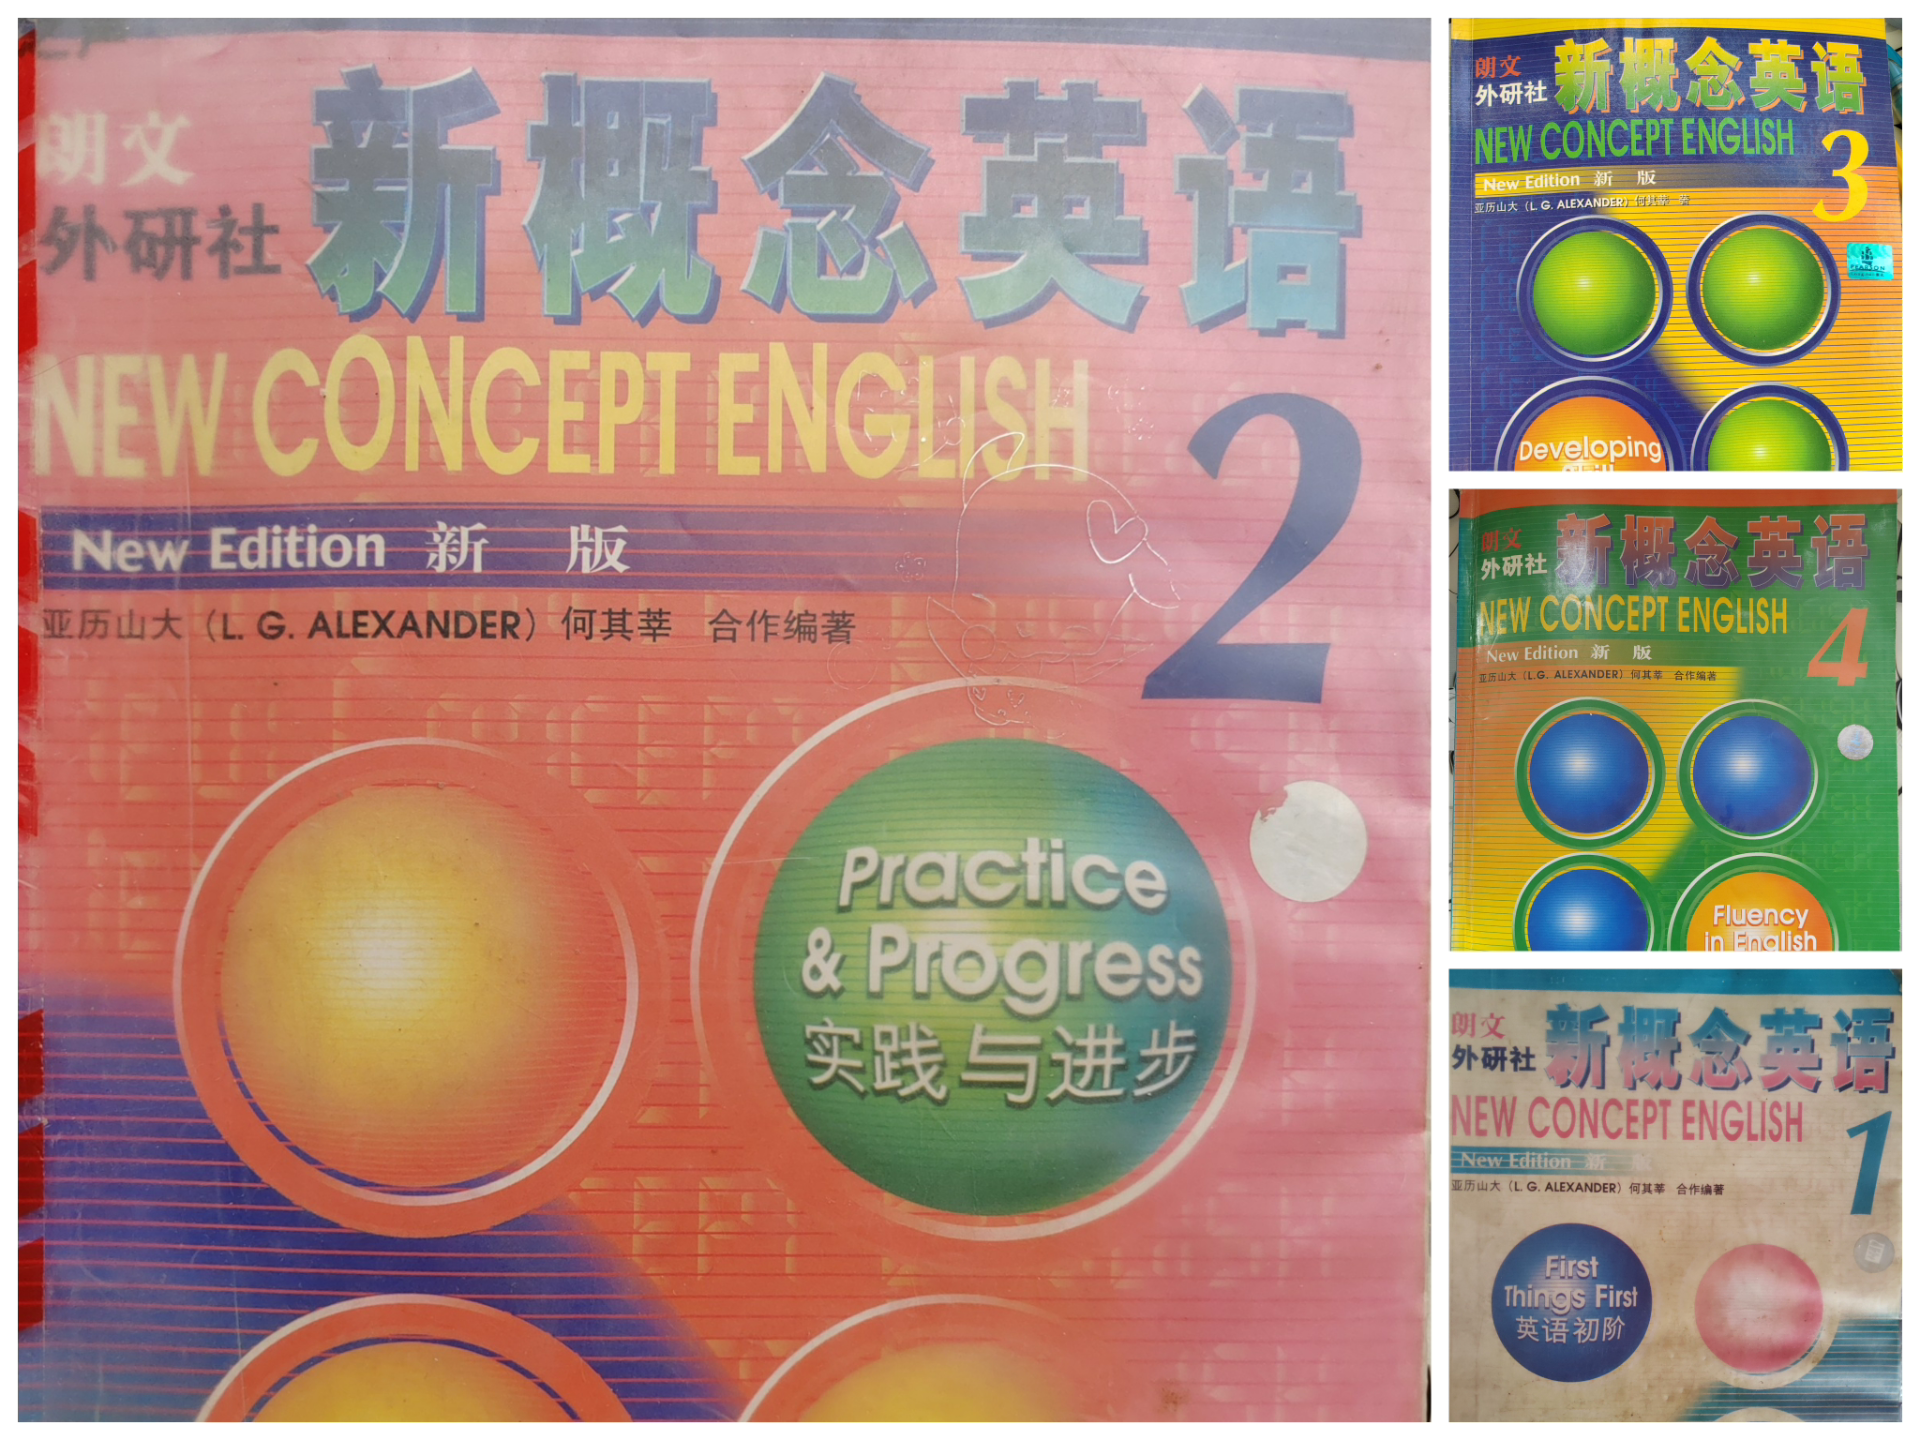 朗文
外研社
新概念英语
NEW CONCEPT ENGLISH
2
New Edition 新 版
亚历山大（L. G. ALEXANDER）何其莘 合作编著
Practice
& Progress
实践与进步
朗文
外研社
新概念英语
NEW CONCEPT ENGLISH
3
New Edition 新 版
亚历山大（L. G. ALEXANDER）何其莘 著
PEARSON
Developing
朗文
外研社
新概念英语
NEW CONCEPT ENGLISH
4
New Edition 新 版
亚历山大（L.G. ALEXANDER）何其莘 合作编著
Fluency
in English
朗文
外研社
新概念英语
NEW CONCEPT ENGLISH
1
New Edition 新 版
亚历山大（L. G. ALEXANDER）何其莘 合作编著
First
Things First
英语初阶